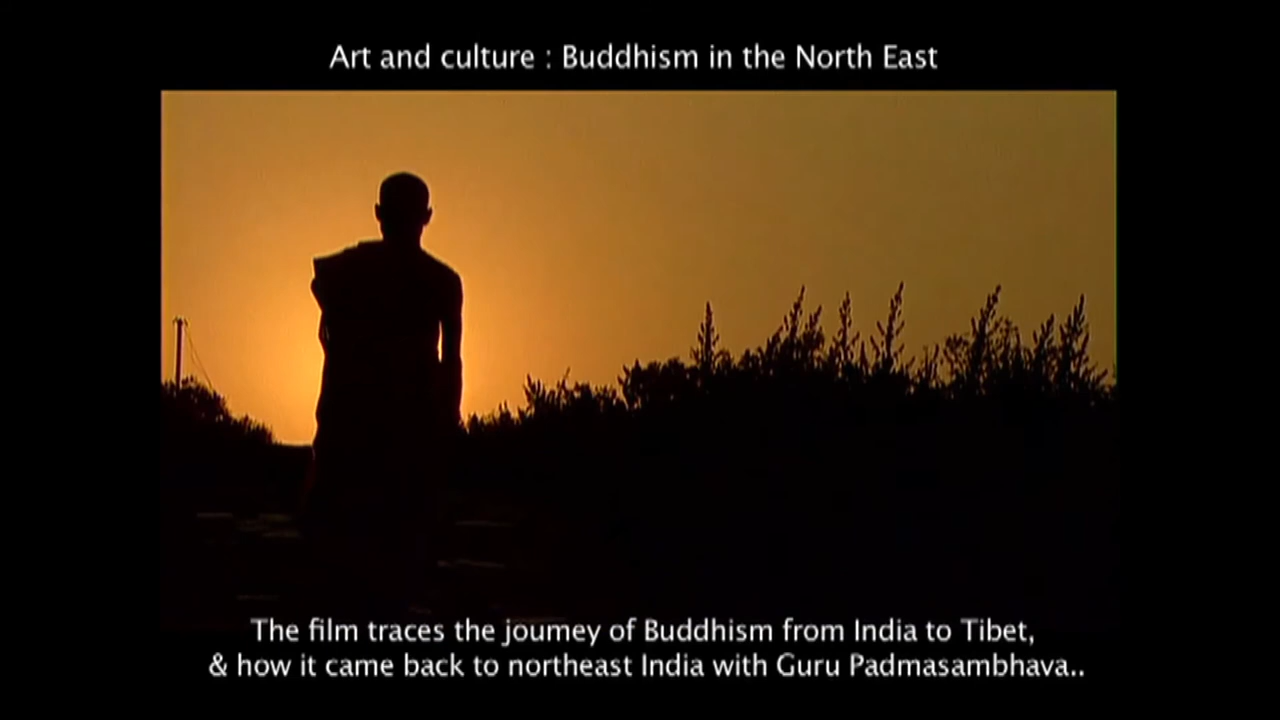 Art and culture : Buddhism in the North East
The film traces the journey of Buddhism from India to Tibet,
& how it came back to northeast India with Guru Padmasambhava..